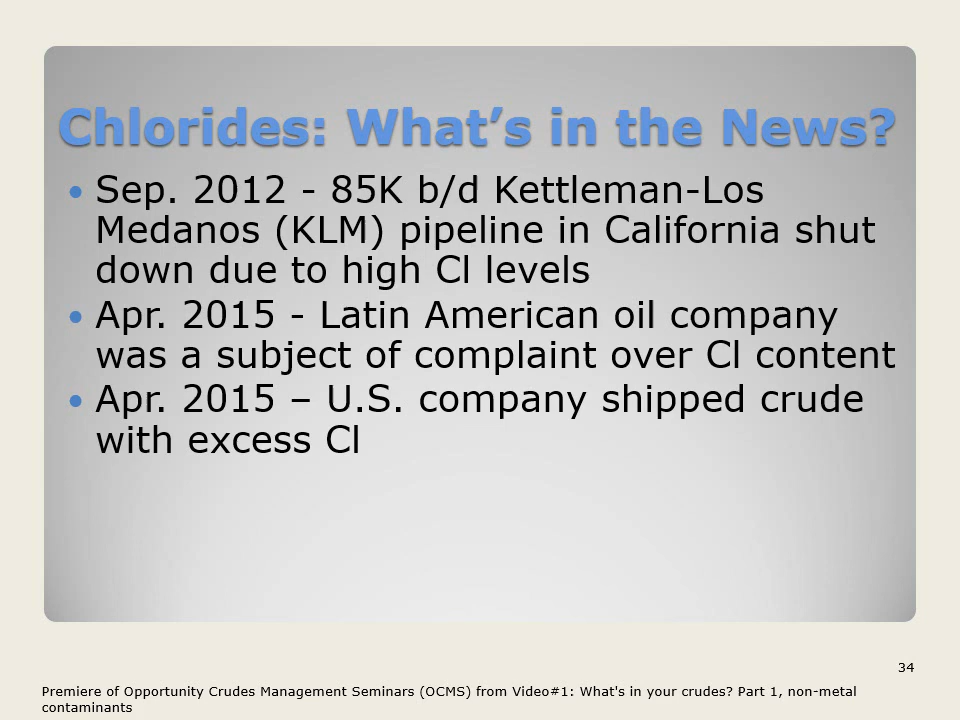 Chlorides: What’s in the News?
• Sep. 2012 - 85K b/d Kettleman-Los
Medanos (KLM) pipeline in California shut
down due to high Cl levels
• Apr. 2015 - Latin American oil company
was a subject of complaint over Cl content
• Apr. 2015 – U.S. company shipped crude
with excess Cl
34
Premiere of Opportunity Crudes Management Seminars (OCMS) from Video#1: What's in your crudes? Part 1, non-metal
contaminants